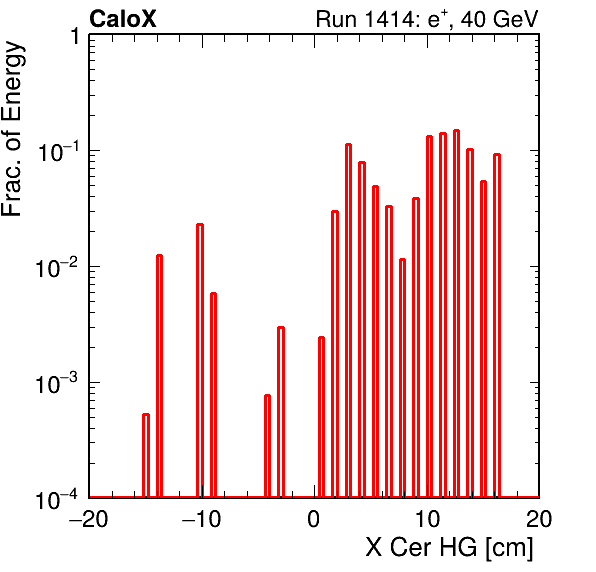 CaloX Run 1414: e⁺, 40 GeV
Frac. of Energy
1
10⁻¹
10⁻²
10⁻³
10⁻⁴
−20 −10 0 10 20
X Cer HG [cm]